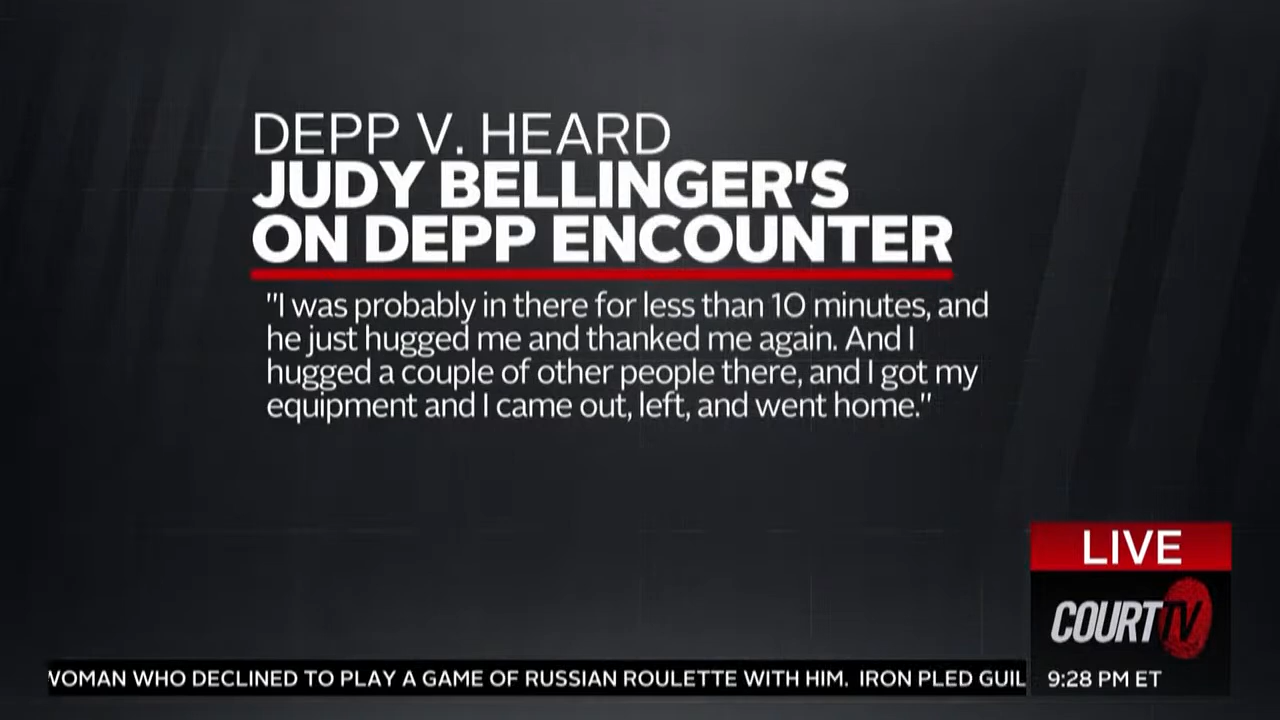 DEPP V. HEARD
JUDY BELLINGER'S
ON DEPP ENCOUNTER
"I was probably in there for less than 10 minutes, and
he just hugged me and thanked me again. And I
hugged a couple of other people there, and I got my
equipment and I came out, left, and went home."
LIVE
COURT TV
WOMAN WHO DECLINED TO PLAY A GAME OF RUSSIAN ROULETTE WITH HIM. IRON PLED GUIL
9:28 PM ET